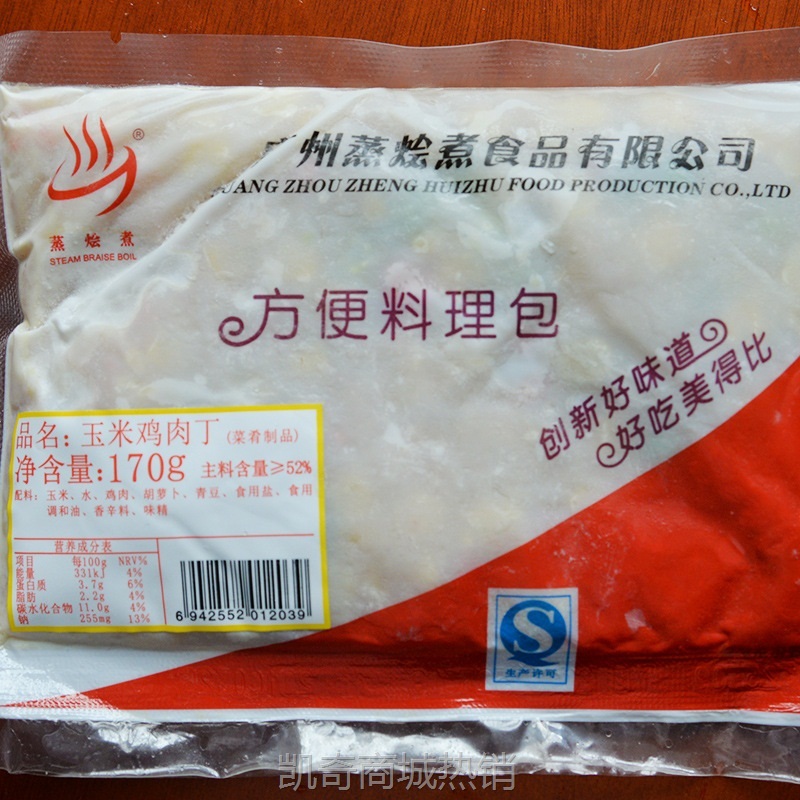 州蒸烩煮食品有限公司
UANG ZHOU ZHENG HUIZHU FOOD PRODUCTION CO.,LTD
®
蒸烩煮
STEAM BRAISE BOIL
方便料理包
创新好味道
好吃美得比
品名: 玉米鸡肉丁 (菜肴制品)
净含量:170g 主料含量≥52%
配料: 玉米、水、鸡肉、胡萝卜、青豆、食用盐、食用
调和油、香辛料、味精
营养成分表
项目 每100g NRV%
能量 331kJ 4%
蛋白质 3.7g 6%
脂肪 2.2g 4%
碳水化合物 11.0g 4%
钠 255mg 13%
6 942552 012039
S
生产许可
凯奇商城热销